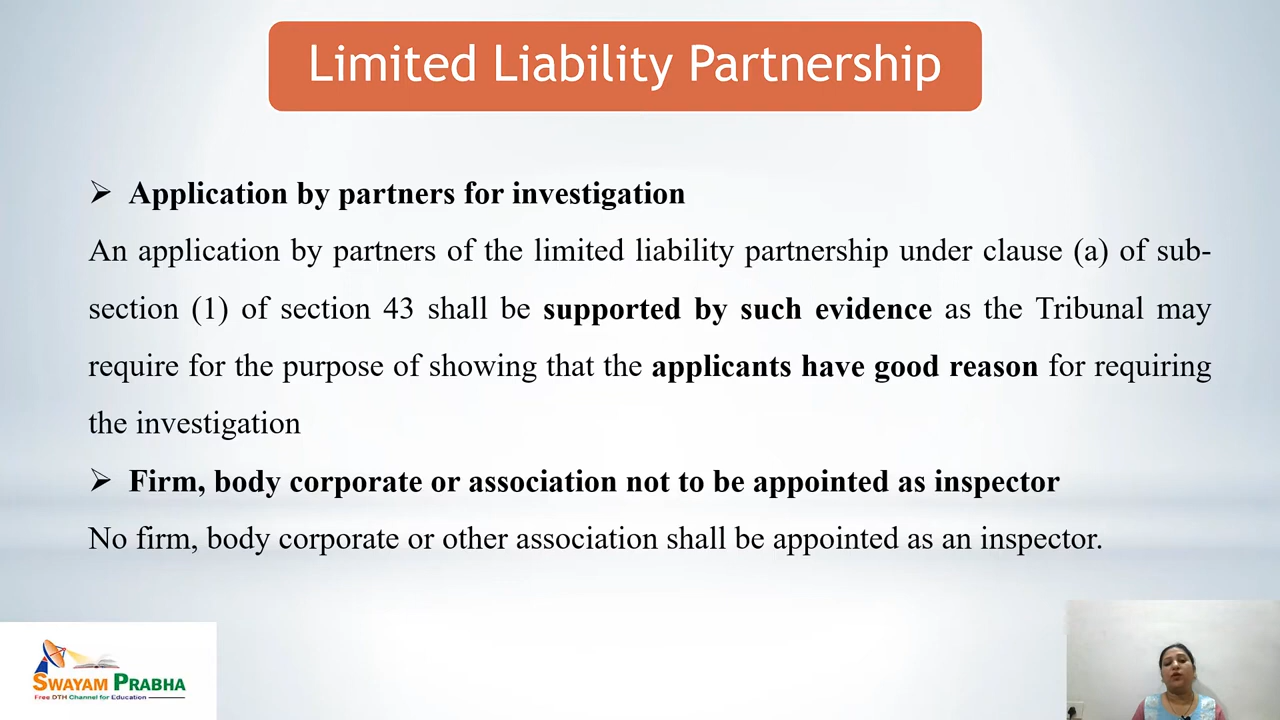 Limited Liability Partnership
➢ Application by partners for investigation
An application by partners of the limited liability partnership under clause (a) of sub-
section (1) of section 43 shall be supported by such evidence as the Tribunal may
require for the purpose of showing that the applicants have good reason for requiring
the investigation
➢ Firm, body corporate or association not to be appointed as inspector
No firm, body corporate or other association shall be appointed as an inspector.
SWAYAM PRABHA
Free DTH Channel for Education